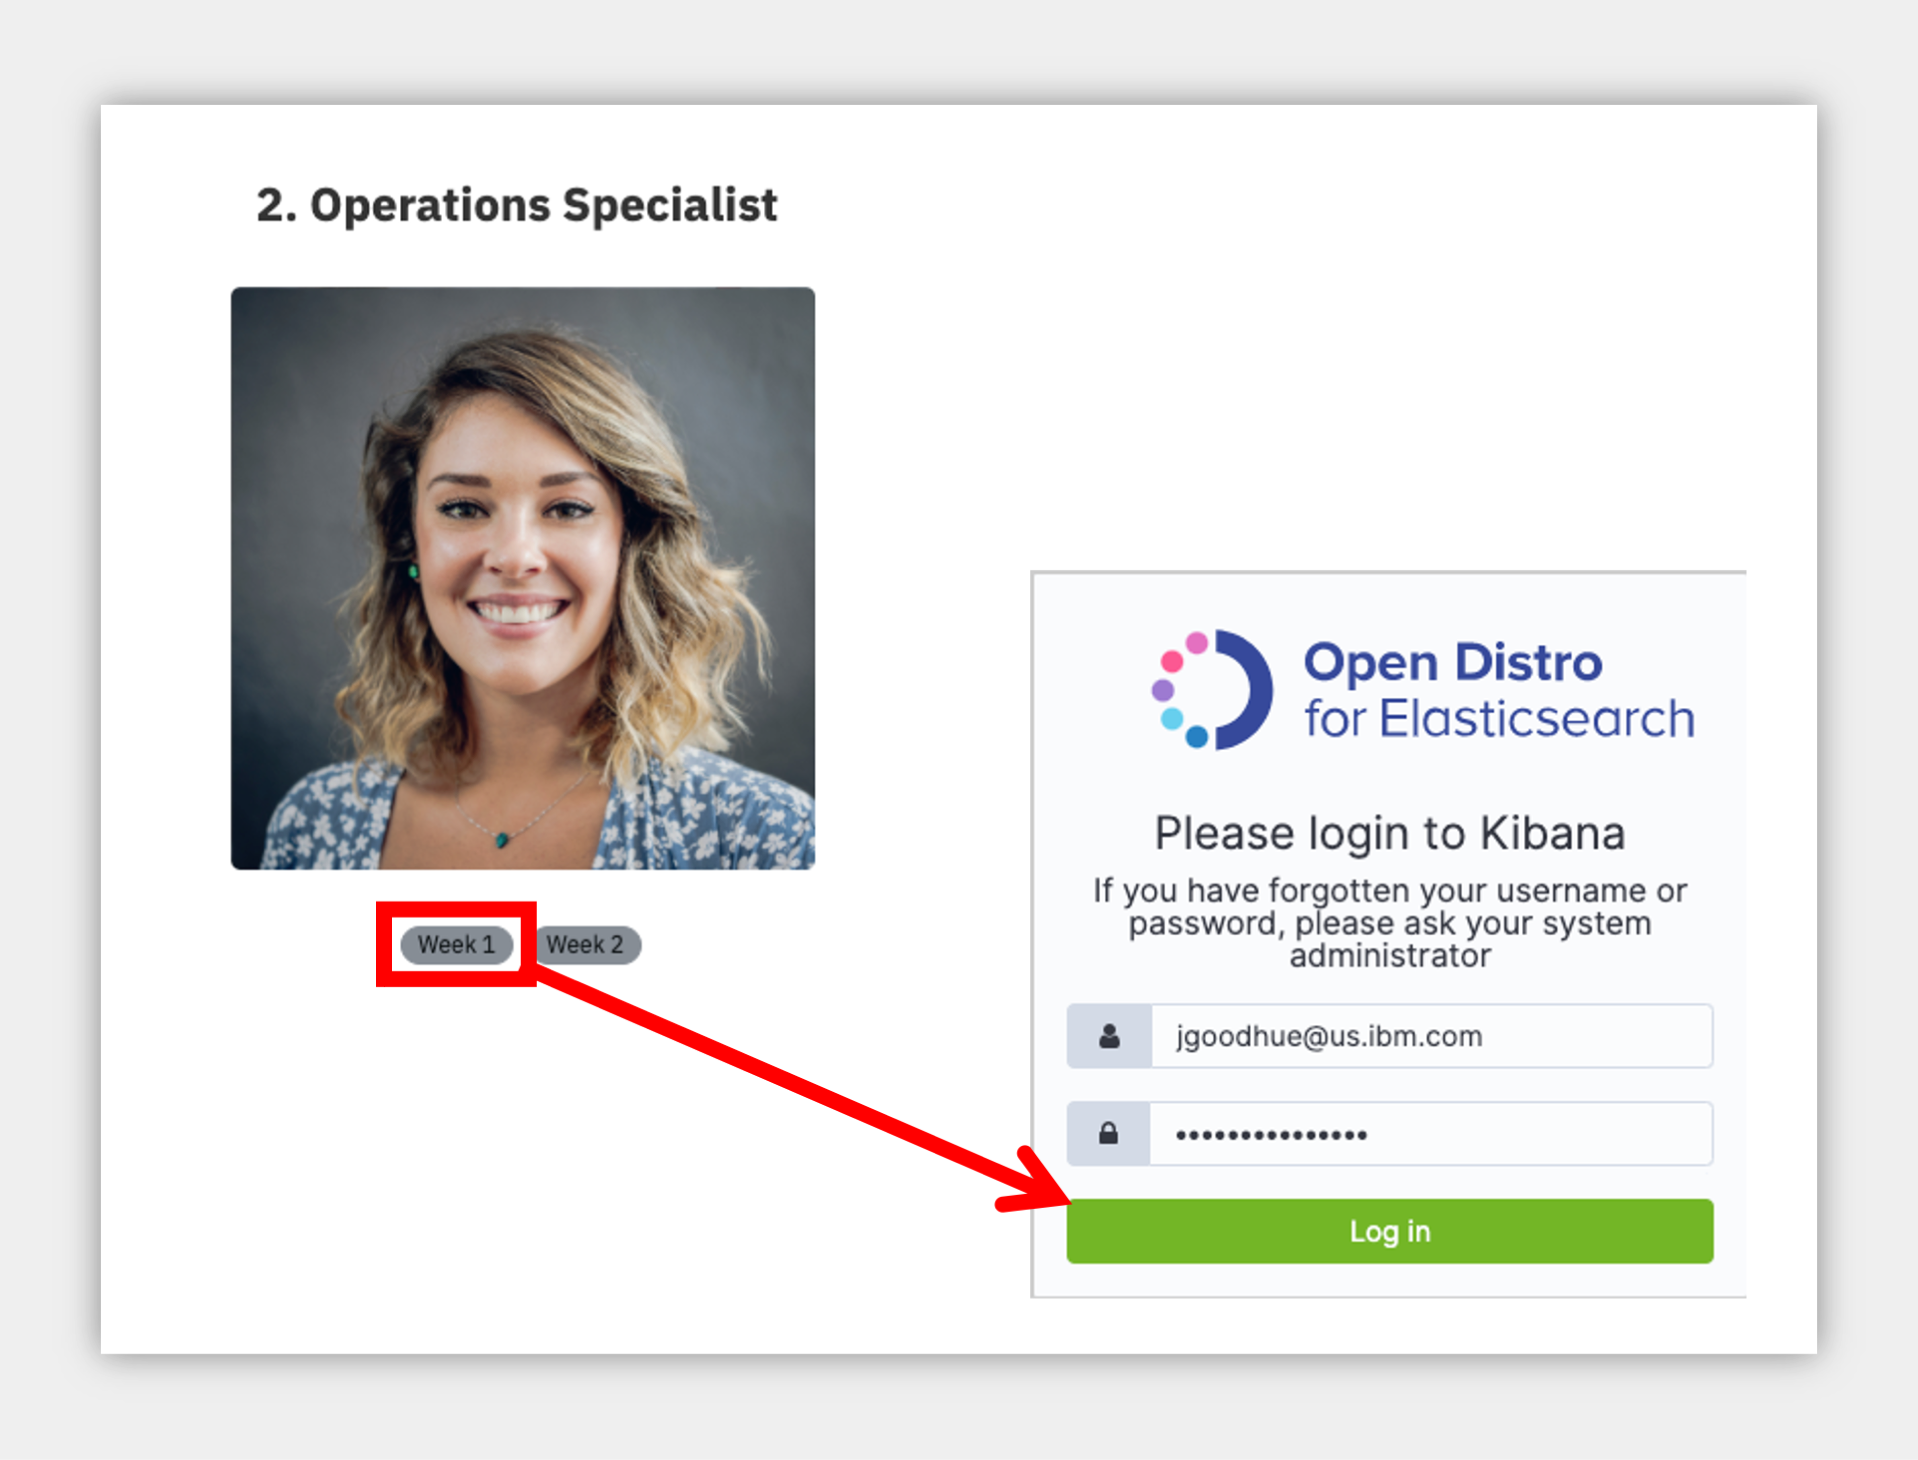 2. Operations Specialist
Week 1
Week 2
Open Distro
for Elasticsearch
Please login to Kibana
If you have forgotten your username or
password, please ask your system
administrator
jgoodhue@us.ibm.com
•••••••••••••••
Log in